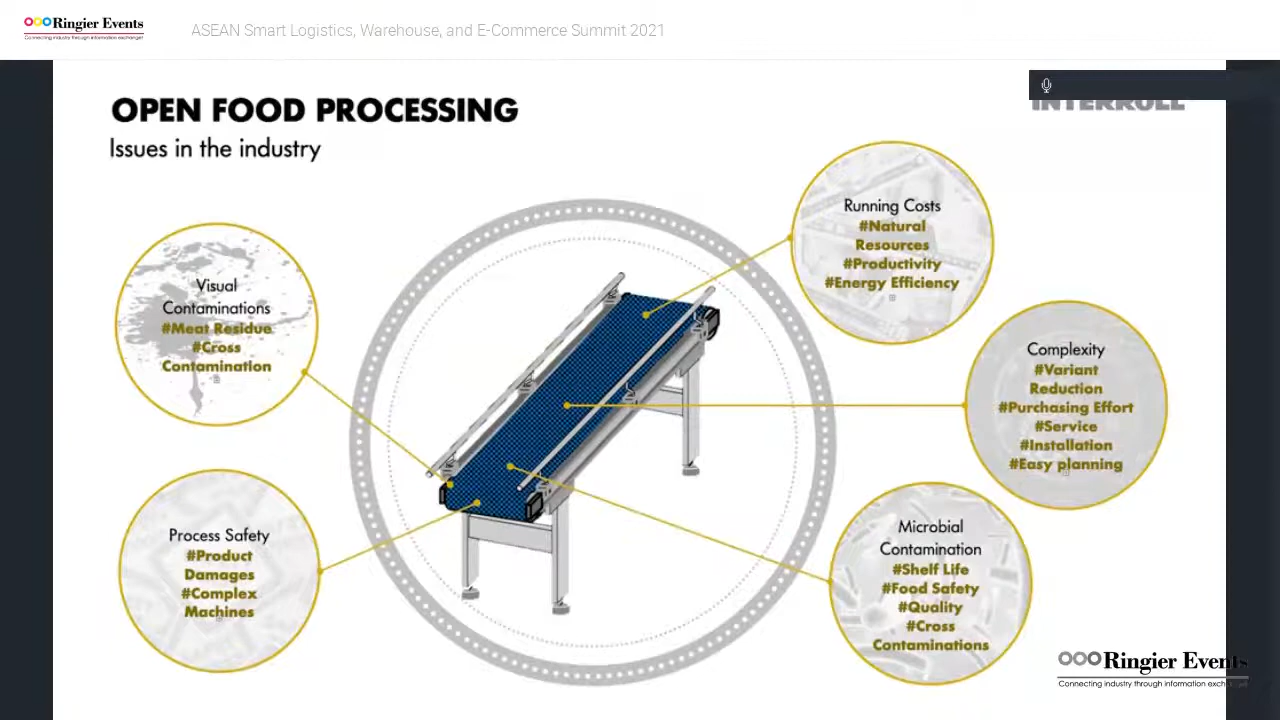 Ringier Events
Connecting industry through information exchange!
ASEAN Smart Logistics, Warehouse, and E-Commerce Summit 2021
OPEN FOOD PROCESSING
Issues in the industry
INTERROLL
Visual
Contaminations
#Meat Residue
#Cross
Contamination
Process Safety
#Product
Damages
#Complex
Machines
Running Costs
#Natural
Resources
#Productivity
#Energy Efficiency
Complexity
#Variant
Reduction
#Purchasing Effort
#Service
#Installation
#Easy planning
Microbial
Contamination
#Shelf Life
#Food Safety
#Quality
#Cross
Contaminations
Ringier Events
Connecting industry through information exchange!